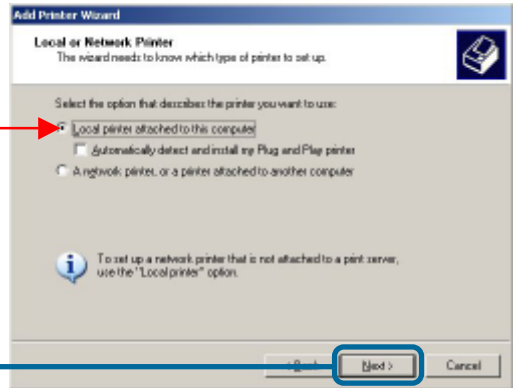 Add Printer Wizard
Local or Network Printer
The wizard needs to know which type of printer to set up.
Select the option that describes the printer you want to use:
Local printer attached to this computer
Automatically detect and install my Plug and Play printer
A network printer, or a printer attached to another computer
To set up a network printer that is not attached to a print server,
use the "Local printer" option.
< Back
Next >
Cancel